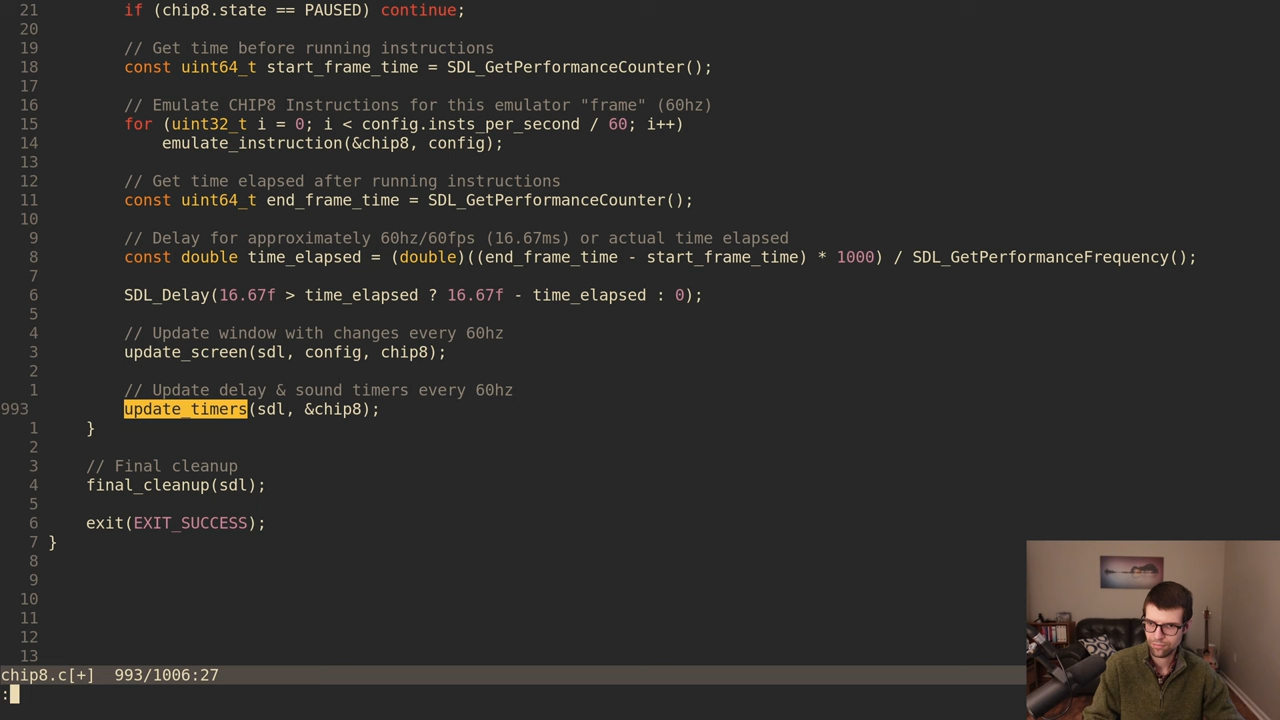 21 if (chip8.state == PAUSED) continue;
20
19 // Get time before running instructions
18 const uint64_t start_frame_time = SDL_GetPerformanceCounter();
17
16 // Emulate CHIP8 Instructions for this emulator "frame" (60hz)
15 for (uint32_t i = 0; i < config.insts_per_second / 60; i++)
14 emulate_instruction(&chip8, config);
13
12 // Get time elapsed after running instructions
11 const uint64_t end_frame_time = SDL_GetPerformanceCounter();
10
9 // Delay for approximately 60hz/60fps (16.67ms) or actual time elapsed
8 const double time_elapsed = (double)((end_frame_time - start_frame_time) * 1000) / SDL_GetPerformanceFrequency();
7
6 SDL_Delay(16.67f > time_elapsed ? 16.67f - time_elapsed : 0);
5
4 // Update window with changes every 60hz
3 update_screen(sdl, config, chip8);
2
1 // Update delay & sound timers every 60hz
993 update_timers(sdl, &chip8);
1 }
2
3 // Final cleanup
4 final_cleanup(sdl);
5
6 exit(EXIT_SUCCESS);
7 }
8
9
10
11
12
13
chip8.c[+] 993/1006:27
: